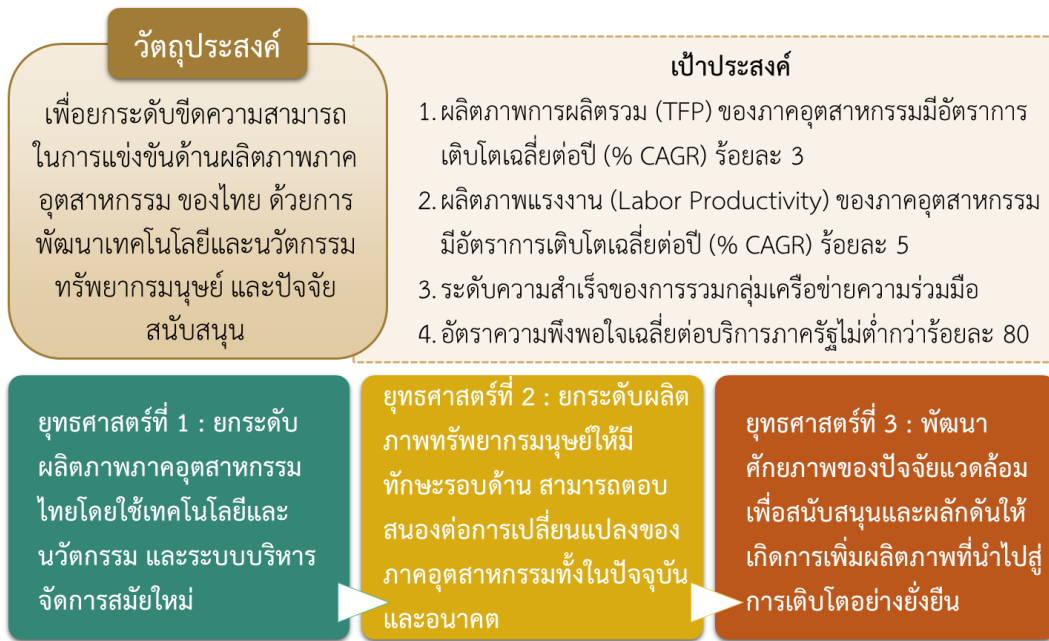 วัตถุประสงค์
เพื่อยกระดับขีดความสามารถ
ในการแข่งขันด้านผลิตภาพภาค
อุตสาหกรรม ของไทย ด้วยการ
พัฒนาเทคโนโลยีและนวัตกรรม
ทรัพยากรมนุษย์ และปัจจัย
สนับสนุน
เป้าประสงค์
1. ผลิตภาพการผลิตรวม (TFP) ของภาคอุตสาหกรรมมีอัตราการ
เติบโตเฉลี่ยต่อปี (% CAGR) ร้อยละ 3
2. ผลิตภาพแรงงาน (Labor Productivity) ของภาคอุตสาหกรรม
มีอัตราการเติบโตเฉลี่ยต่อปี (% CAGR) ร้อยละ 5
3. ระดับความสำเร็จของการรวมกลุ่มเครือข่ายความร่วมมือ
4. อัตราความพึงพอใจเฉลี่ยต่อบริการภาครัฐไม่ต่ำกว่าร้อยละ 80
ยุทธศาสตร์ที่ 1 : ยกระดับ
ผลิตภาพภาคอุตสาหกรรม
ไทยโดยใช้เทคโนโลยีและ
นวัตกรรม และระบบบริหาร
จัดการสมัยใหม่
ยุทธศาสตร์ที่ 2 : ยกระดับผลิต
ภาพทรัพยากรมนุษย์ให้มี
ทักษะรอบด้าน สามารถตอบ
สนองต่อการเปลี่ยนแปลงของ
ภาคอุตสาหกรรมทั้งในปัจจุบัน
และอนาคต
ยุทธศาสตร์ที่ 3 : พัฒนา
ศักยภาพของปัจจัยแวดล้อม
เพื่อสนับสนุนและผลักดันให้
เกิดการเพิ่มผลิตภาพที่นำไปสู่
การเติบโตอย่างยั่งยืน